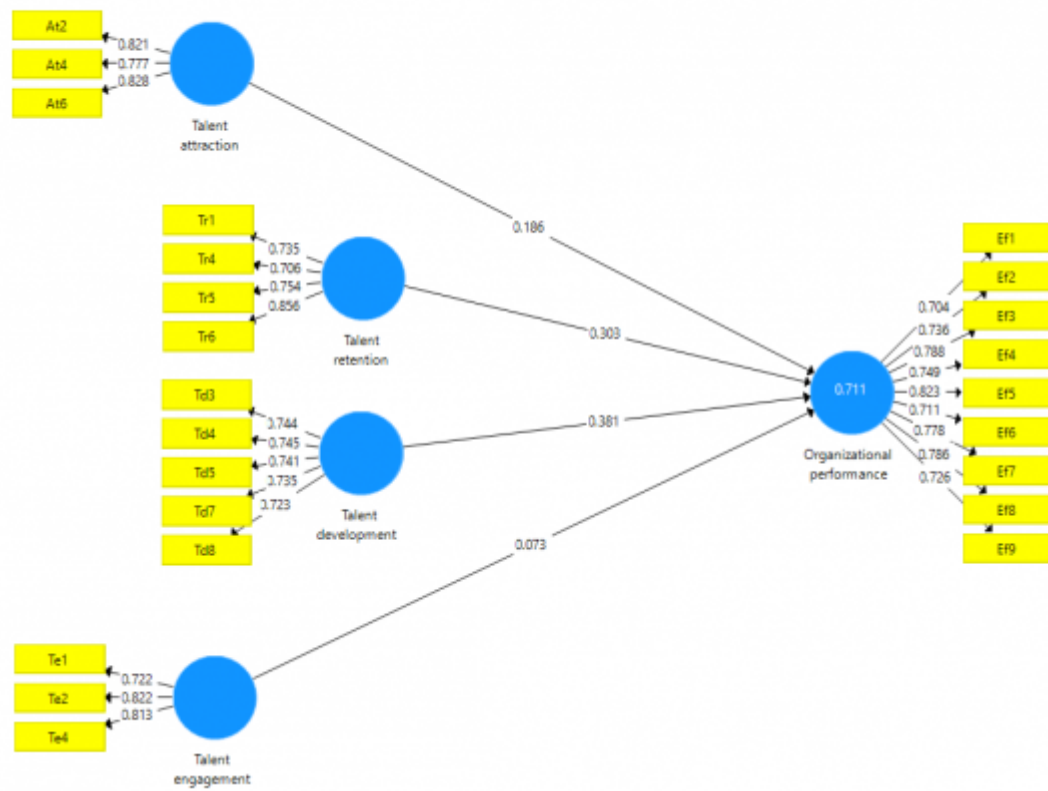 At2
0.821
At4
0.777
0.828
At6
Talent
attraction
0.186
Tr1
0.735
Tr4
0.706
Tr5
0.754
0.856
Tr6
Talent
retention
0.303
Td3
0.744
Td4
0.745
0.741
Td5
0.735
Td7
0.723
Td8
Talent
development
0.381
Te1
0.722
Te2
0.822
0.813
Te4
Talent
engagement
0.073
0.711
Organizational
performance
Ef1
0.704
Ef2
0.736
Ef3
0.788
Ef4
0.749
Ef5
0.823
Ef6
0.711
0.778
Ef7
0.786
Ef8
0.726
Ef9